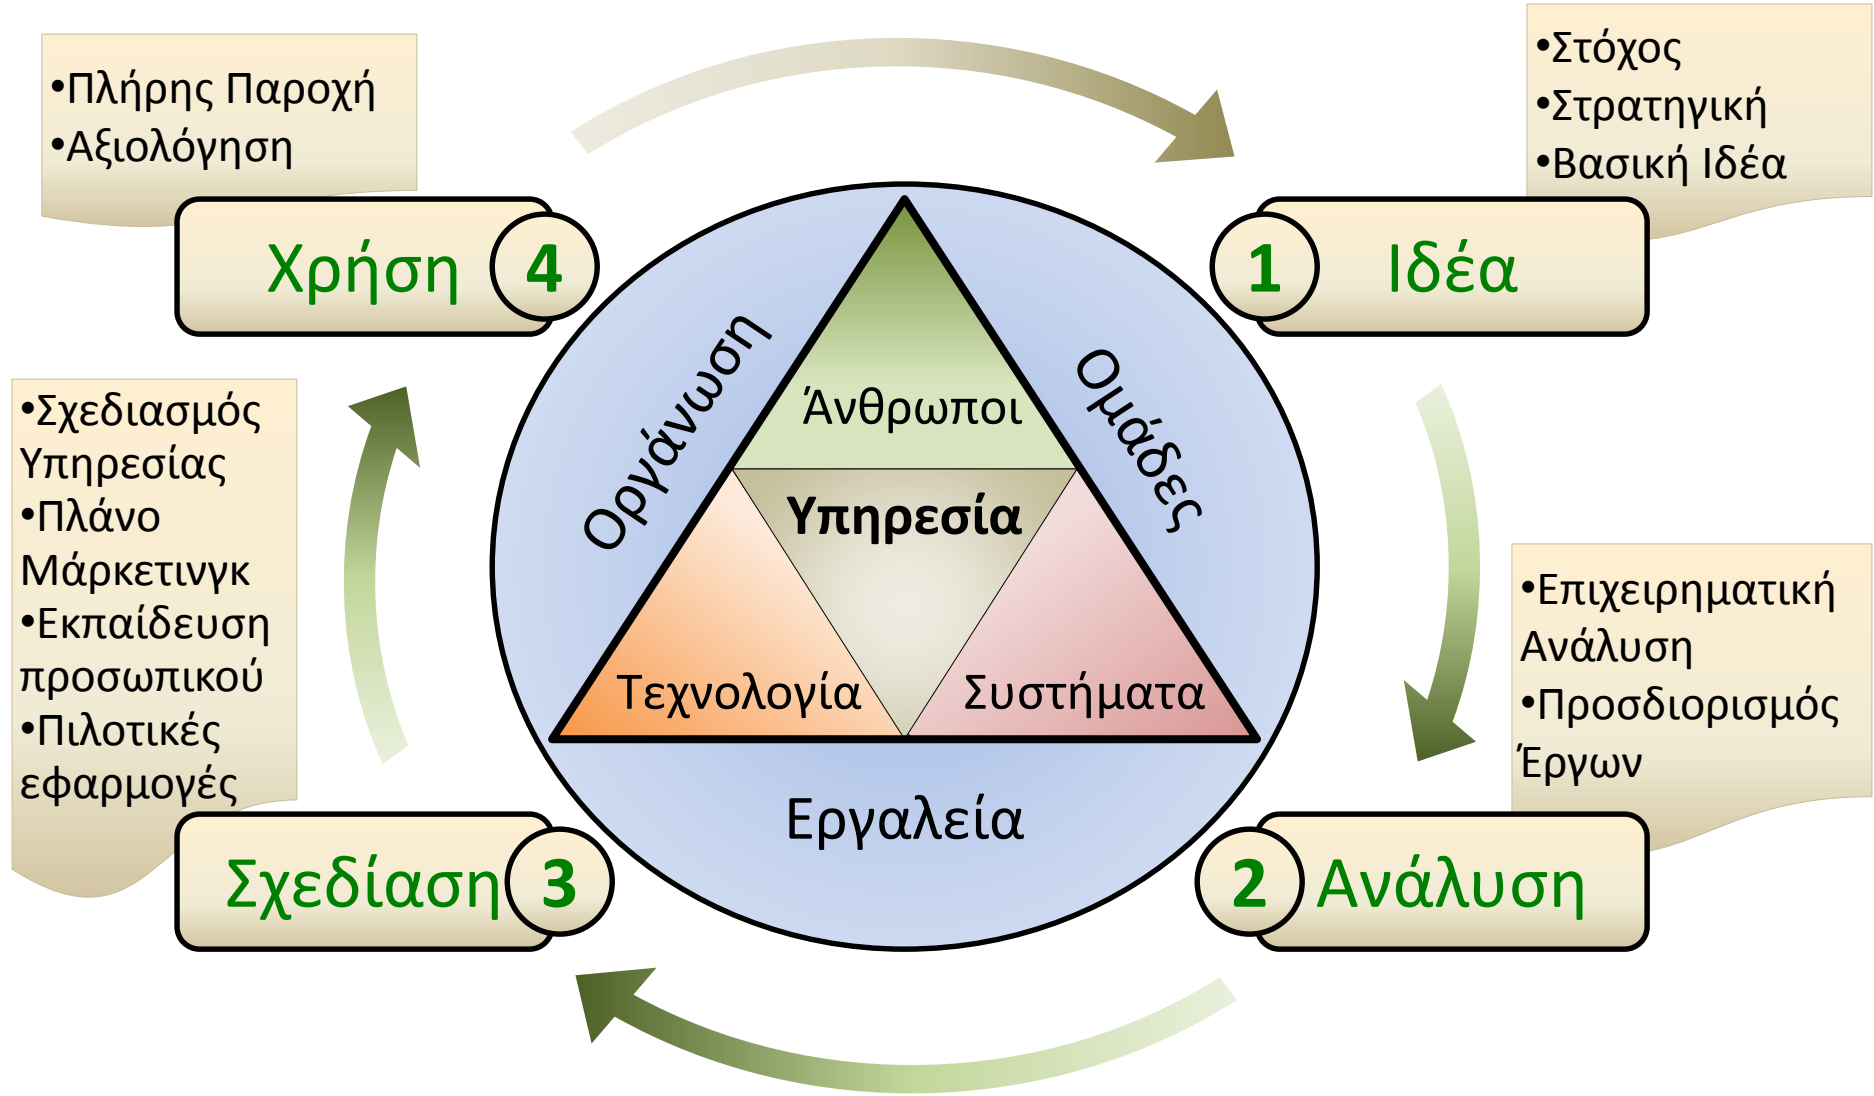 •Πλήρης Παροχή
•Αξιολόγηση
Χρήση 4
•Στόχος
•Στρατηγική
•Βασική Ιδέα
1 Ιδέα
Οργάνωση
Ομάδες
Άνθρωποι
Υπηρεσία
Τεχνολογία
Συστήματα
Εργαλεία
•Σχεδιασμός
Υπηρεσίας
•Πλάνο
Μάρκετινγκ
•Εκπαίδευση
προσωπικού
•Πιλοτικές
εφαρμογές
Σχεδίαση 3
•Επιχειρηματική
Ανάλυση
•Προσδιορισμός
Έργων
2 Ανάλυση